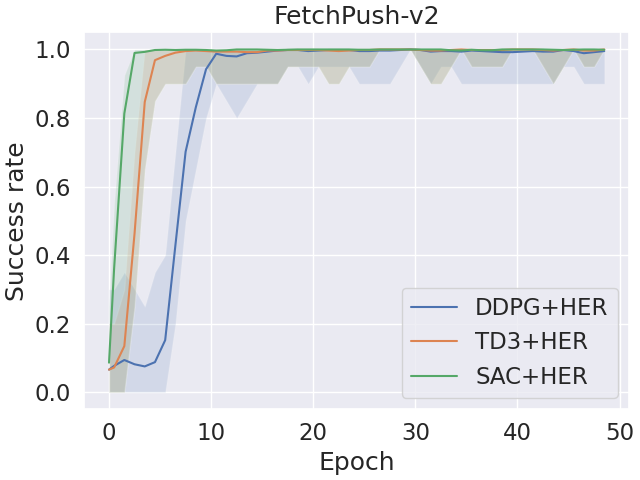 FetchPush-v2
Success rate
1.0
0.8
0.6
0.4
0.2
0.0
DDPG+HER
TD3+HER
SAC+HER
0 10 20 30 40 50
Epoch